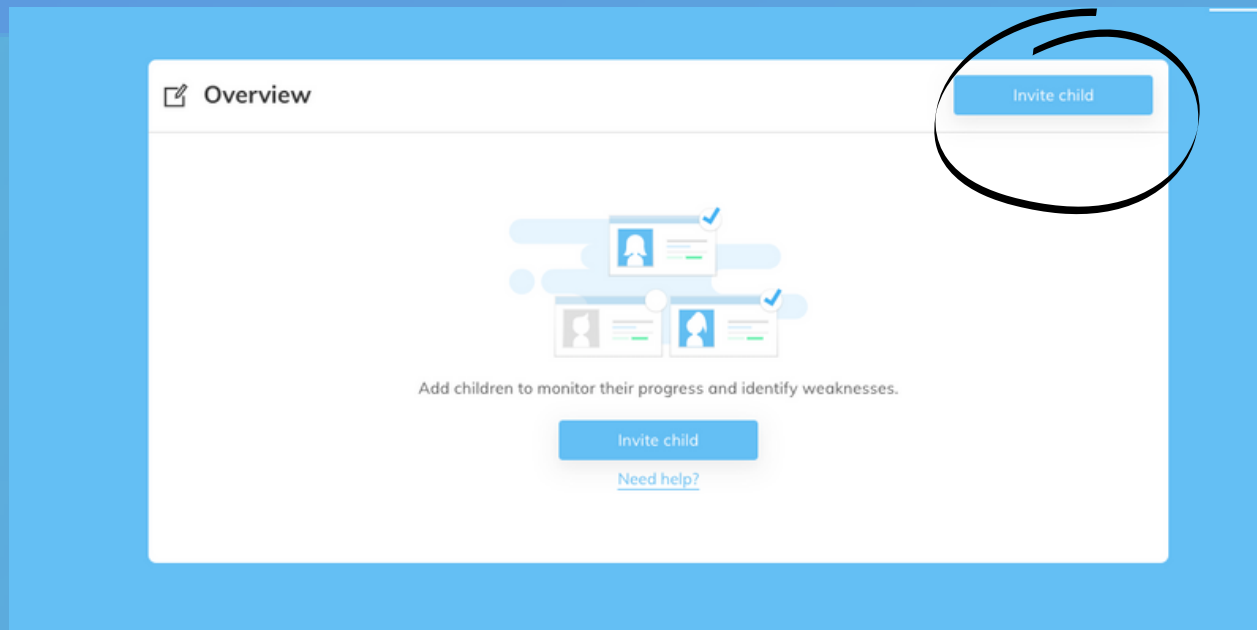 Overview
Invite child
Add children to monitor their progress and identify weaknesses.
Invite child
Need help?